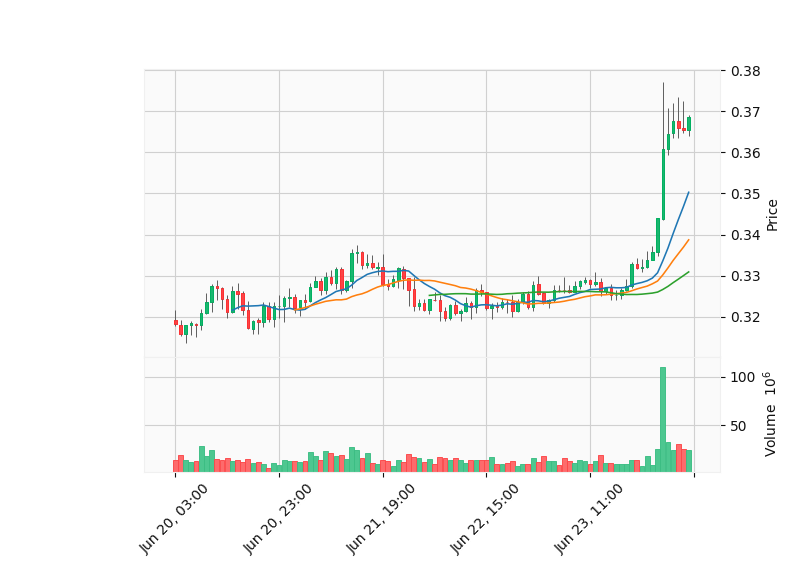 0.38
0.37
0.36
0.35
0.34
0.33
0.32
Price
100
50
Volume 10^6
Jun 20, 03:00
Jun 20, 23:00
Jun 21, 19:00
Jun 22, 15:00
Jun 23, 11:00